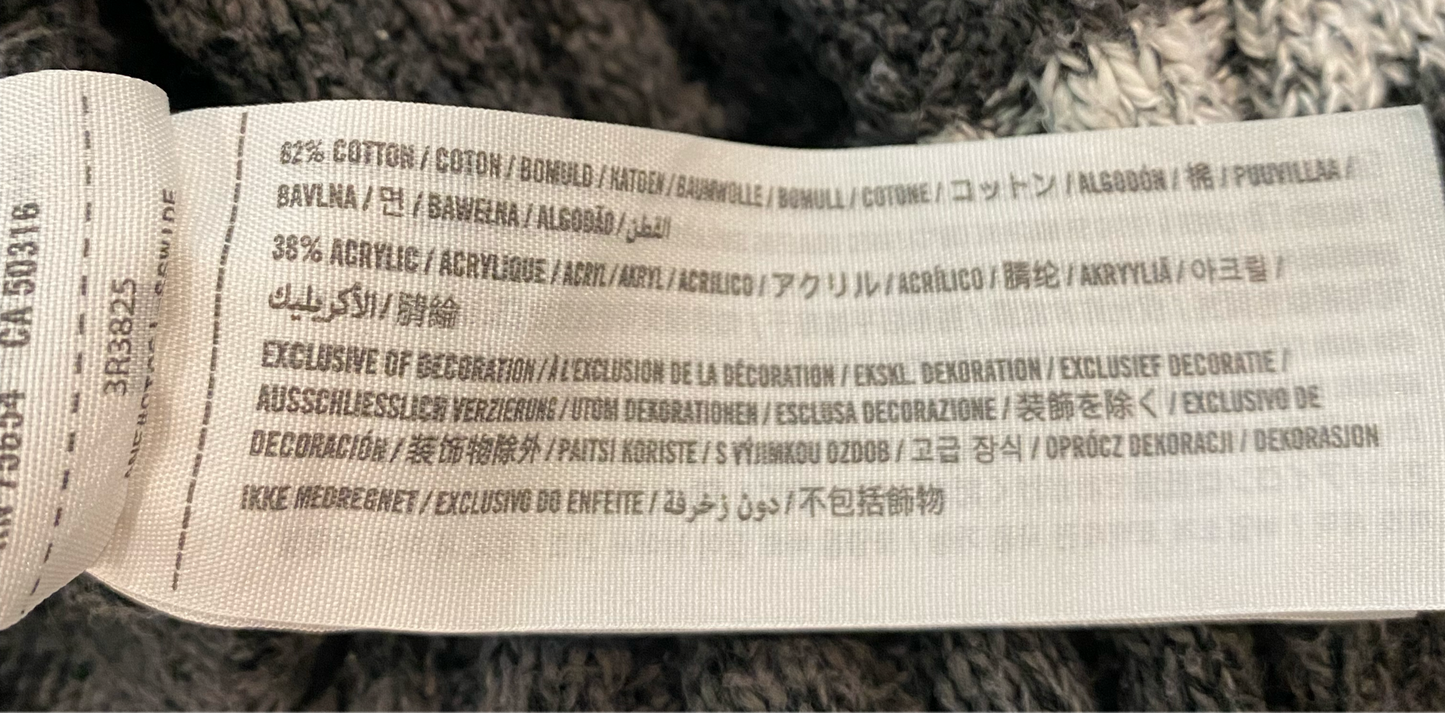 62% COTTON / COTON / BOMULD / KATOEN / BAUMWOLLE / BOMULL / COTONE / コットン / ALGODÓN / 棉 / PUUVILLAA /
BAVLNA / 면 / BAWEŁNA / ALGODÃO / القطن
38% ACRYLIC / ACRYLIQUE / ACRYL / AKRYL / ACRILICO / アクリル / ACRÍLICO / 腈纶 / AKRYYLIÄ / 아크릴 /
الأكريليك / 腈綸
EXCLUSIVE OF DECORATION / À L'EXCLUSION DE LA DÉCORATION / EKSKL. DEKORATION / EXCLUSIEF DECORATIE /
AUSSCHLIESSLICH VERZIERUNG / UTOM DEKORATIONEN / ESCLUSA DECORAZIONE / 装飾を除く / EXCLUSIVO DE
DECORACIÓN / 装饰物除外 / PAITSI KORISTE / S VÝJIMKOU OZDOB / 고급 장식 / OPRÓCZ DEKORACJI / DEKORASJON
IKKE MEDREGNET / EXCLUSIVO DO ENFEITE / دون زخرفة / 不包括飾物
3R3825
CA 50316